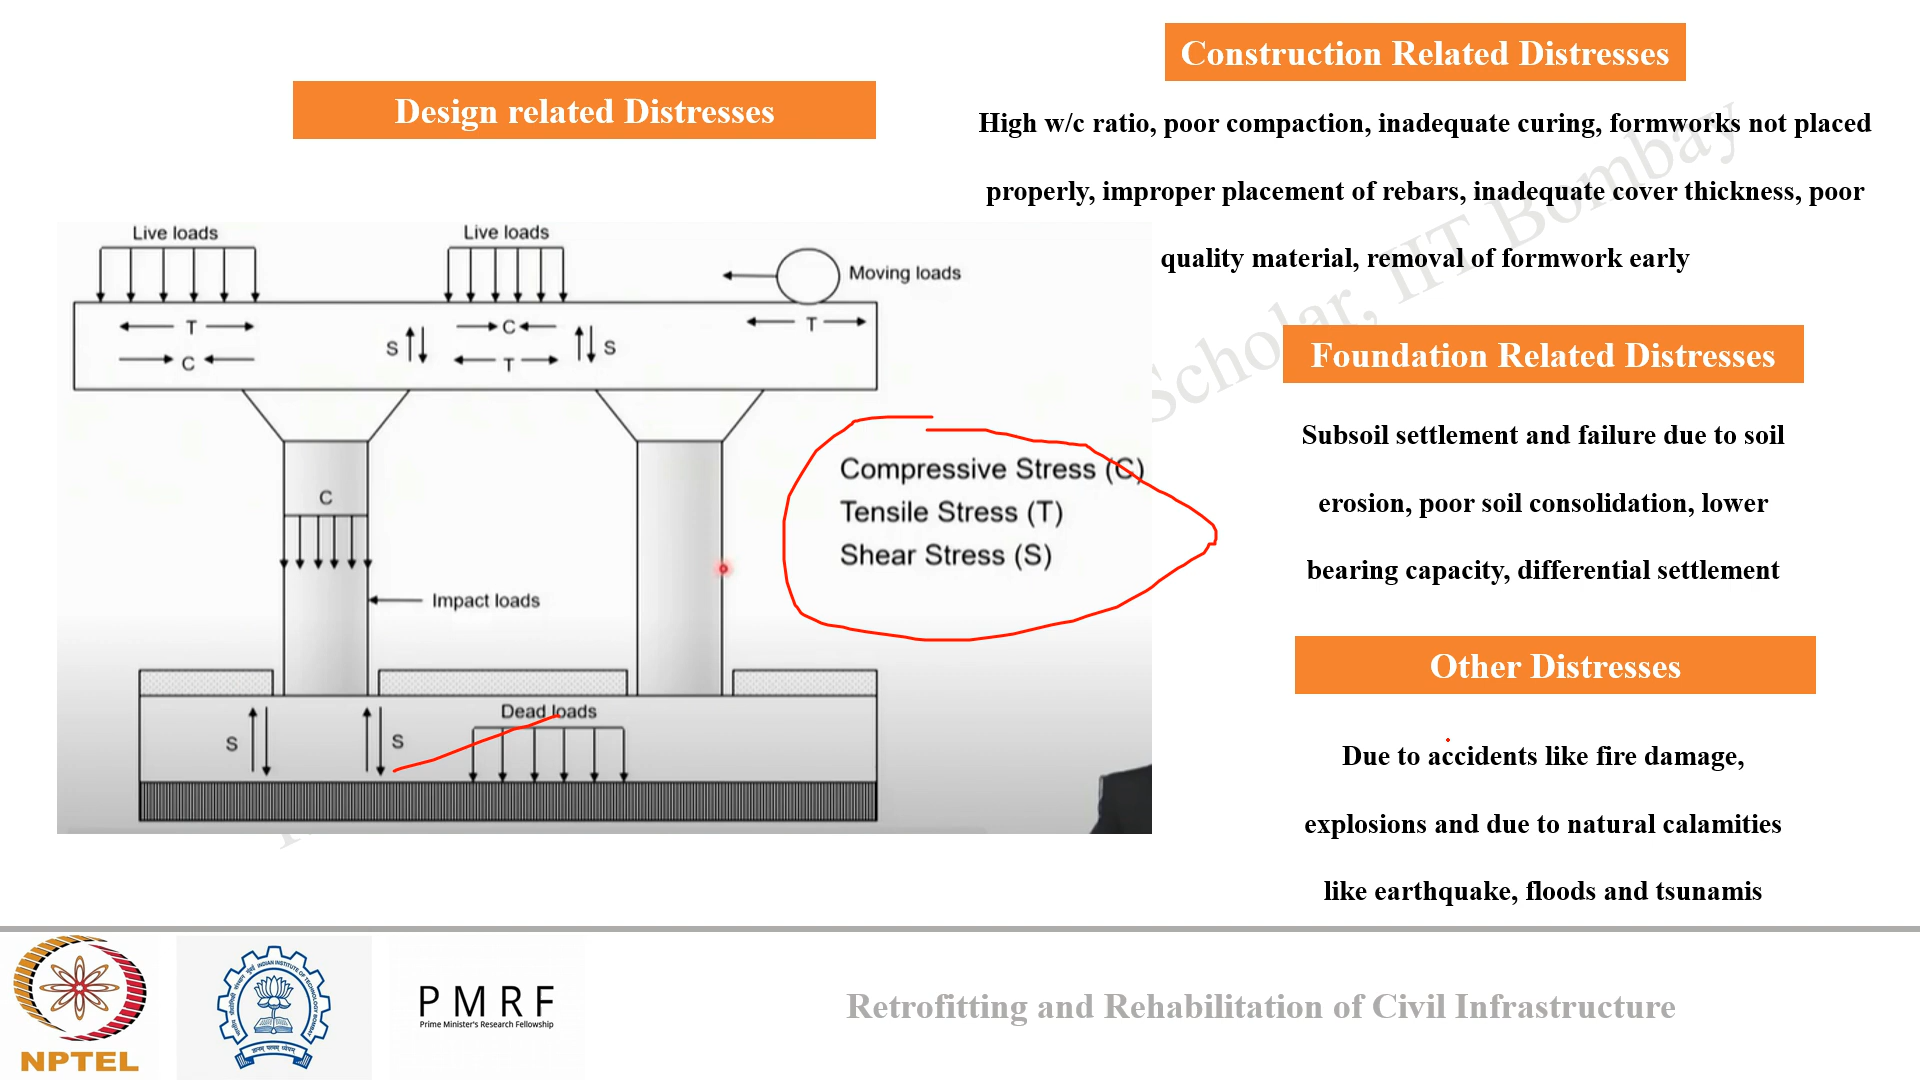 Construction Related Distresses
Design related Distresses
High w/c ratio, poor compaction, inadequate curing, formworks not placed
properly, improper placement of rebars, inadequate cover thickness, poor
quality material, removal of formwork early
Live loads
Live loads
Moving loads
T
C
S
C
T
S
T
Foundation Related Distresses
Subsoil settlement and failure due to soil
erosion, poor soil consolidation, lower
bearing capacity, differential settlement
Compressive Stress (C)
Tensile Stress (T)
Shear Stress (S)
C
Impact loads
Dead loads
S
S
Other Distresses
Due to accidents like fire damage,
explosions and due to natural calamities
like earthquake, floods and tsunamis
Scholar, IIT Bombay
NPTEL
PMRF
Prime Minister's Research Fellowship
Retrofitting and Rehabilitation of Civil Infrastructure